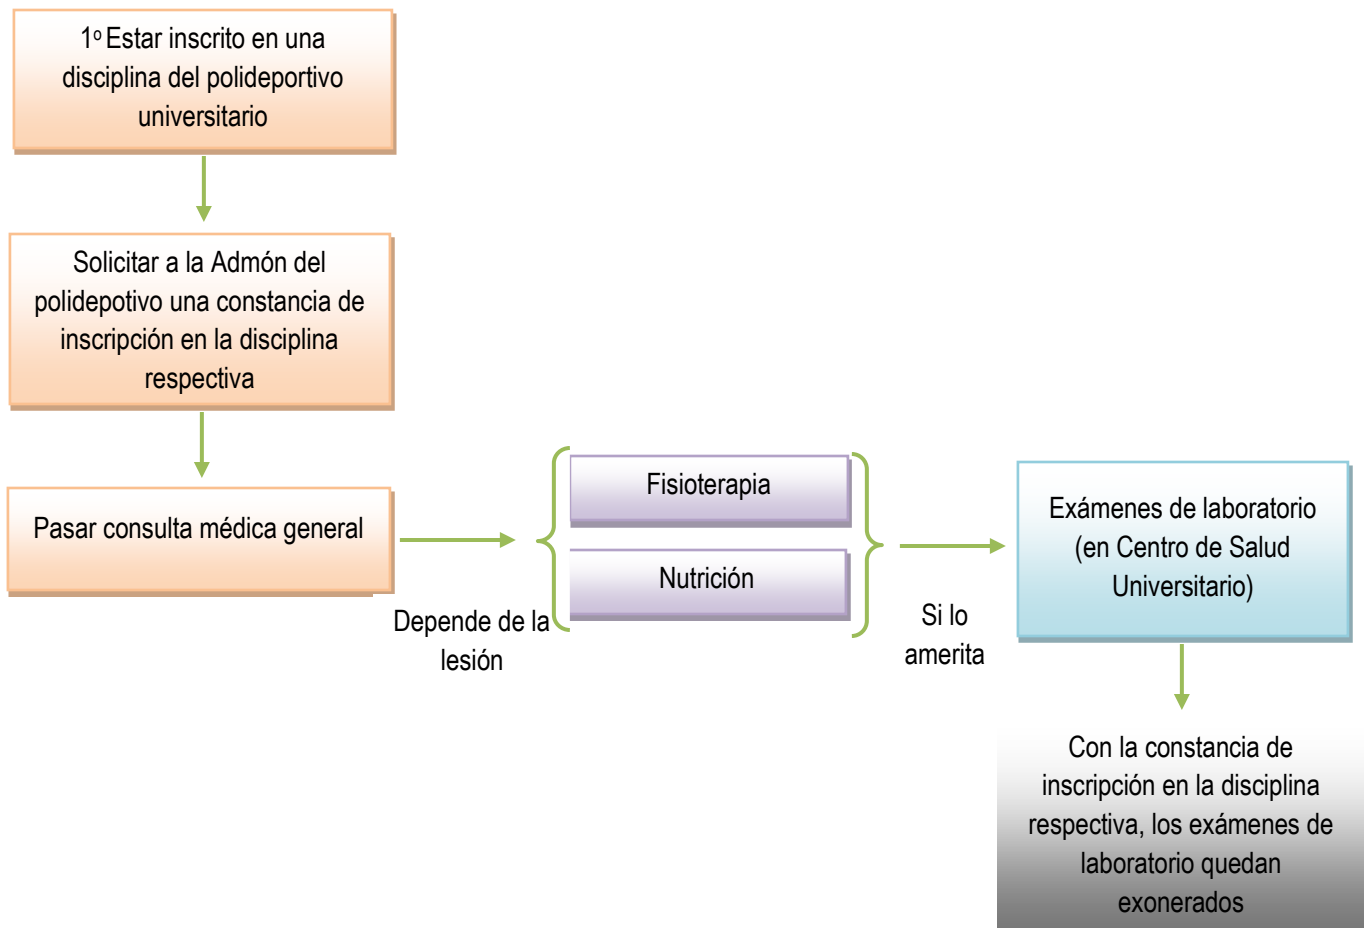 1º Estar inscrito en una
disciplina del polideportivo
universitario
Solicitar a la Admón del
polidepotivo una constancia de
inscripción en la disciplina
respectiva
Pasar consulta médica general
Depende de la
lesión
Fisioterapia
Nutrición
Si lo
amerita
Exámenes de laboratorio
(en Centro de Salud
Universitario)
Con la constancia de
inscripción en la disciplina
respectiva, los exámenes de
laboratorio quedan
exonerados